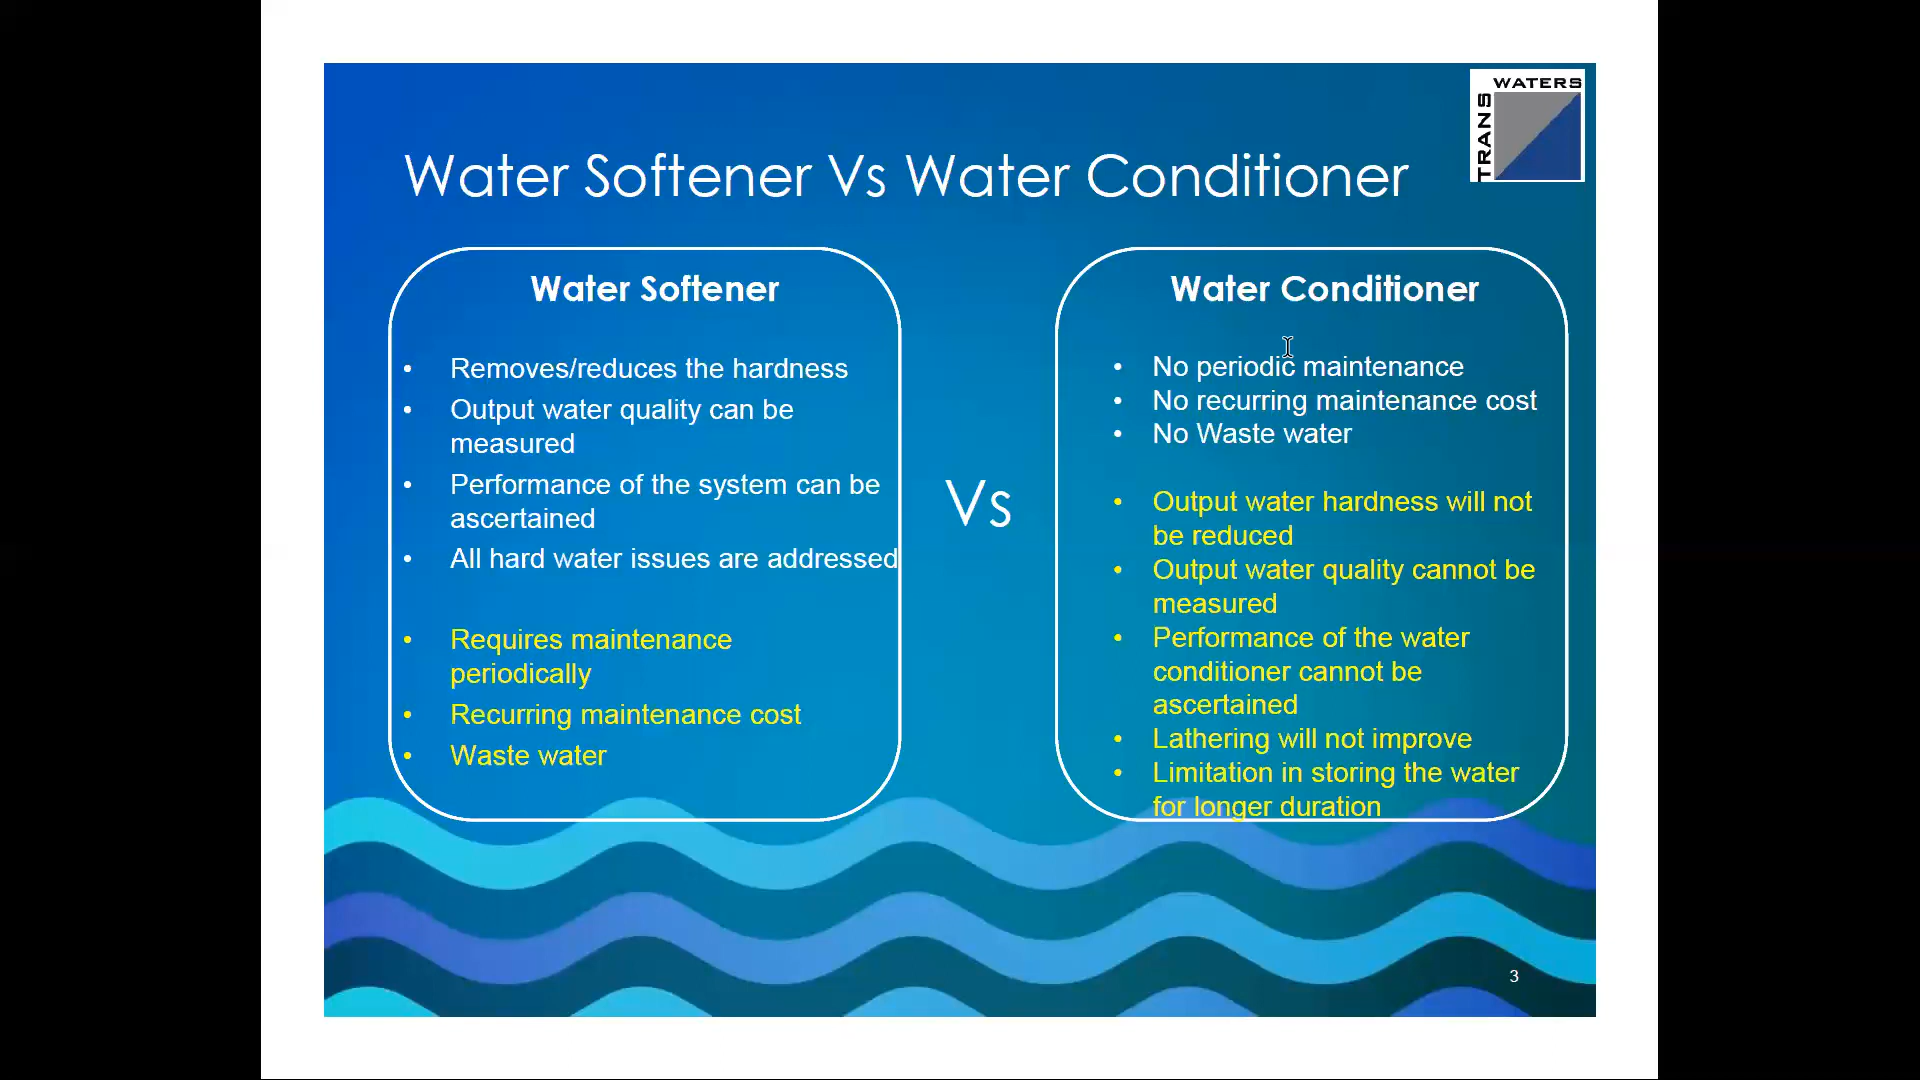 WATERS
TRANS
Water Softener Vs Water Conditioner
Water Softener
• Removes/reduces the hardness
• Output water quality can be
measured
• Performance of the system can be
ascertained
• All hard water issues are addressed
• Requires maintenance
periodically
• Recurring maintenance cost
• Waste water
Vs
Water Conditioner
• No periodic maintenance
• No recurring maintenance cost
• No Waste water
• Output water hardness will not
be reduced
• Output water quality cannot be
measured
• Performance of the water
conditioner cannot be
ascertained
• Lathering will not improve
• Limitation in storing the water
for longer duration
3